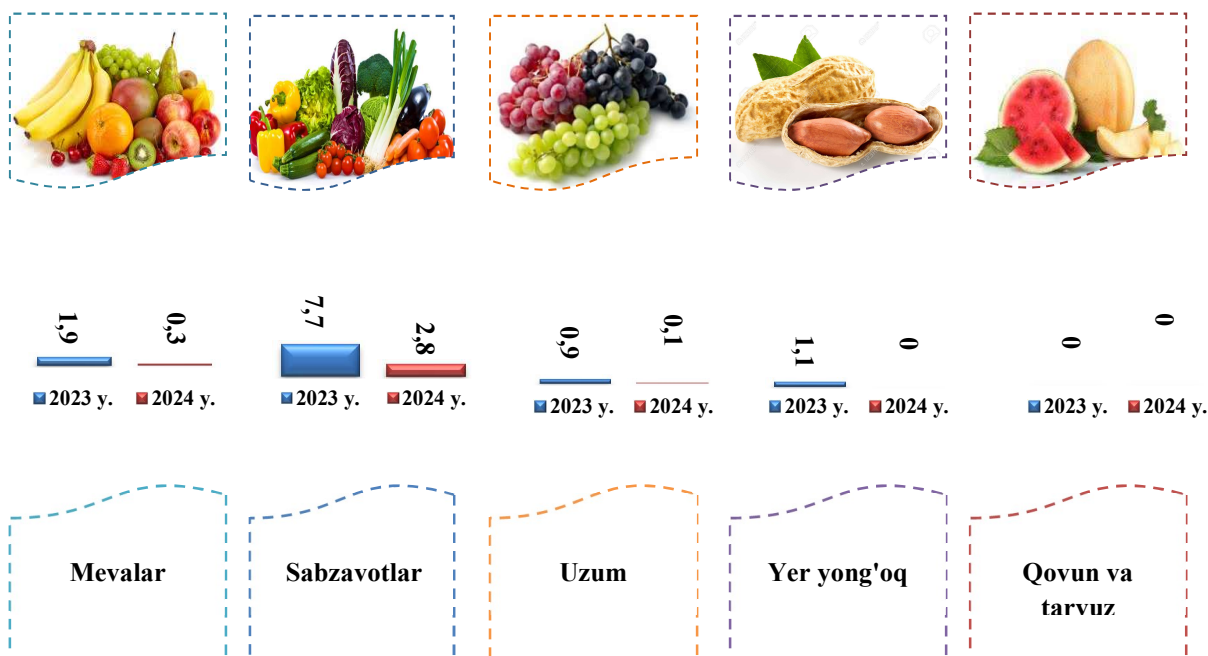 1,9 0,3
7,7 2,8
0,9 0,1
1,1 0
0 0
2023 y. 2024 y.
2023 y. 2024 y.
2023 y. 2024 y.
2023 y. 2024 y.
2023 y. 2024 y.
Mevalar
Sabzavotlar
Uzum
Yer yong'oq
Qovun va
tarvuz